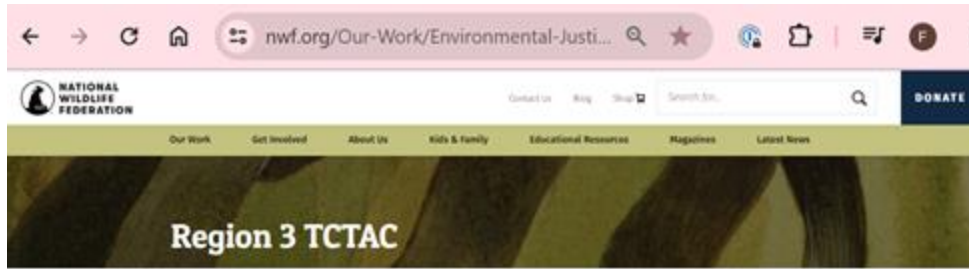 nwf.org/Our-Work/Environmental-Justi...
F
NATIONAL
WILDLIFE
FEDERATION
Contact Us Blog Shop Search for...
DONATE
Our Work Get Involved About Us Kids & Family Educational Resources Magazines Latest News
Region 3 TCTAC